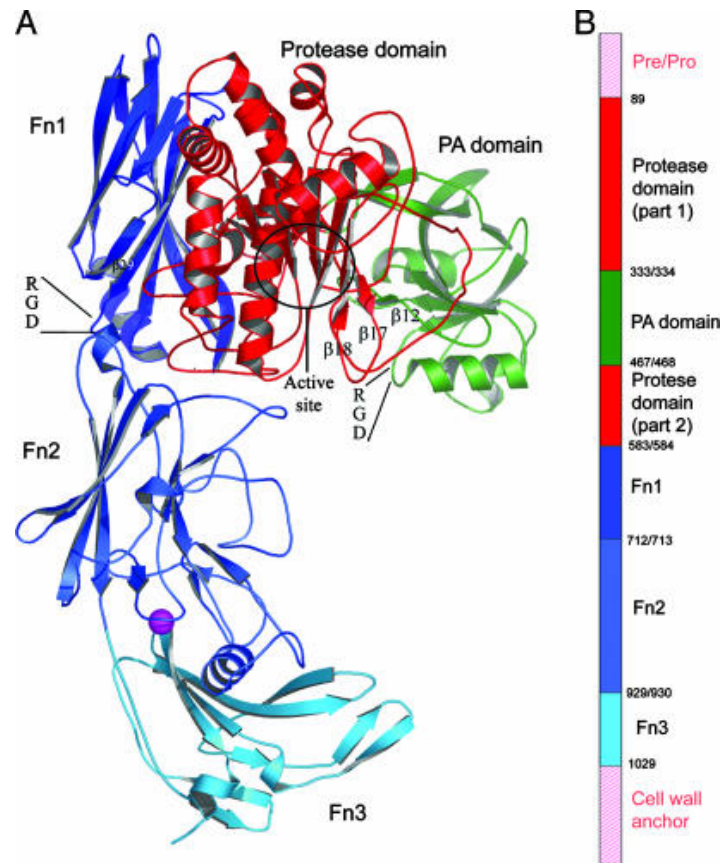 A
Protease domain
Fn1
PA domain
β29
R
G
D
β12
β17
β18
Active
site
R
G
D
Fn2
Fn3
B
Pre/Pro
89
Protease
domain
(part 1)
333/334
PA domain
467/468
Protese
domain
(part 2)
583/584
Fn1
712/713
Fn2
929/930
Fn3
1029
Cell wall
anchor